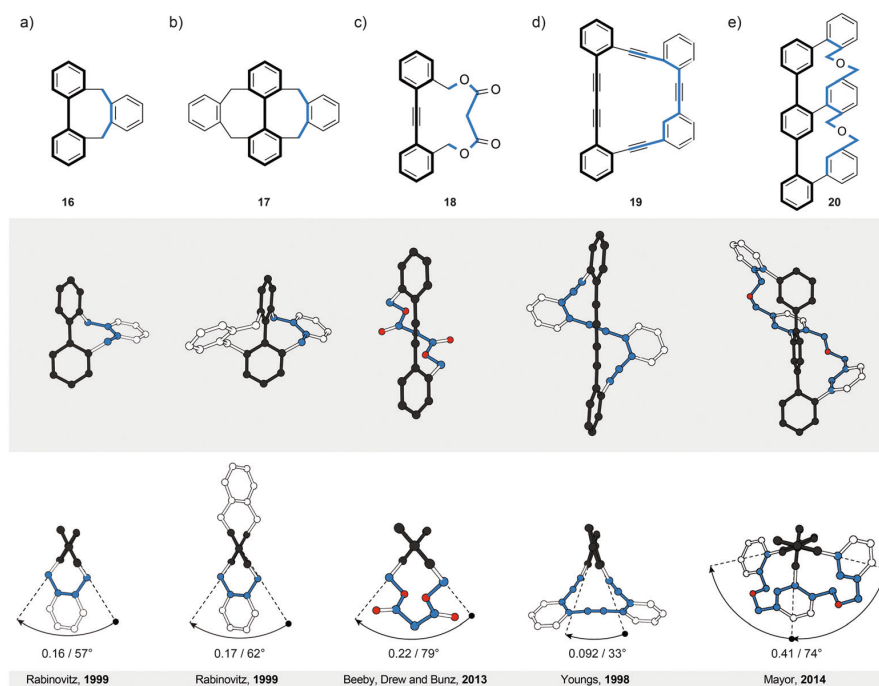 a) b) c) d) e)
O O
O O
O
O
16 17 18 19 20
0.16 / 57° 0.17 / 62° 0.22 / 79° 0.092 / 33° 0.41 / 74°
Rabinovitz, 1999 Rabinovitz, 1999 Beeby, Drew and Bunz, 2013 Youngs, 1998 Mayor, 2014